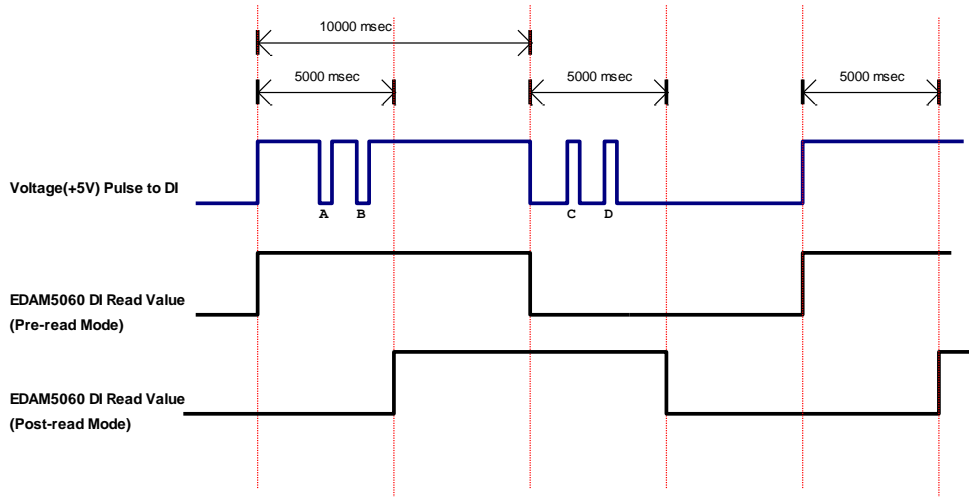 10000 msec
5000 msec
5000 msec
5000 msec
Voltage(+5V) Pulse to DI
A
B
C
D
EDAM5060 DI Read Value
(Pre-read Mode)
EDAM5060 DI Read Value
(Post-read Mode)